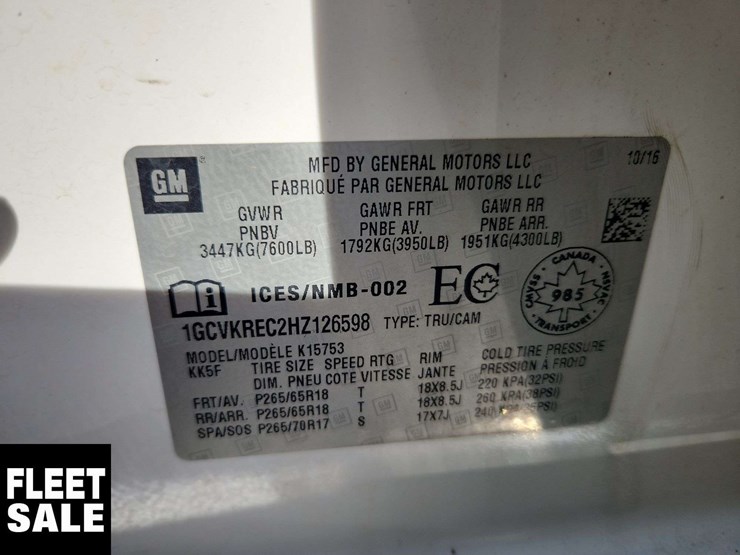 GM
MFD BY GENERAL MOTORS LLC
10/16
FABRIQUÉ PAR GENERAL MOTORS LLC
GVWR GAWR FRT GAWR RR
PNBV PNBE AV. PNBE ARR.
3447KG(7600LB) 1792KG(3950LB) 1951KG(4300LB)
ICES/NMB-002 EC
CANADA
985
TRANSPORT
CMVSS
NSVAC
1GCVKREC2HZ126598 TYPE: TRU/CAM
MODEL/MODÈLE K15753
KK5F TIRE SIZE SPEED RTG RIM COLD TIRE PRESSURE
DIM. PNEU COTE VITESSE JANTE PRESSION À FROID
FRT/AV. P265/65R18 T 18X8.5J 220 KPA(32PSI)
RR/ARR. P265/65R18 T 18X8.5J 260 KPA(38PSI)
SPA/SOS P265/70R17 S 17X7J 240
FLEET
SALE